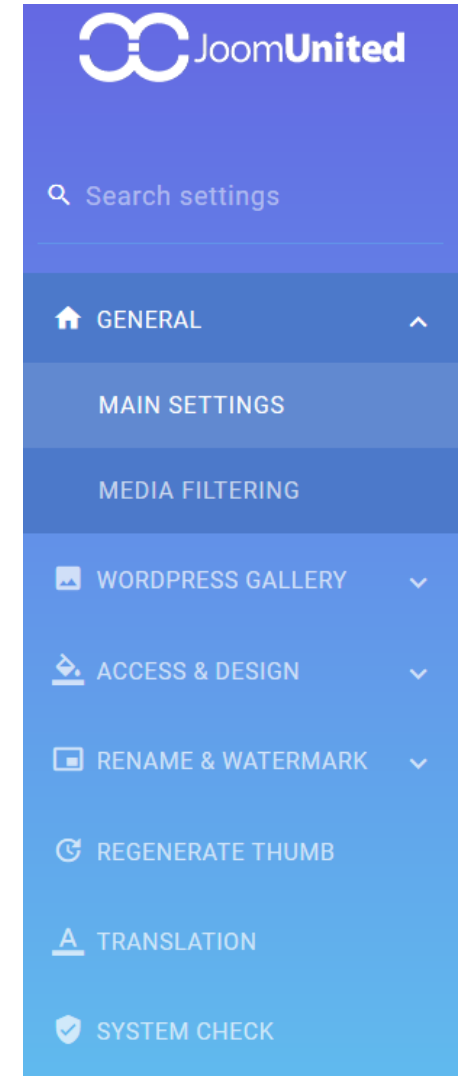 JoomUnited
Search settings
GENERAL
MAIN SETTINGS
MEDIA FILTERING
WORDPRESS GALLERY
ACCESS & DESIGN
RENAME & WATERMARK
REGENERATE THUMB
A TRANSLATION
SYSTEM CHECK